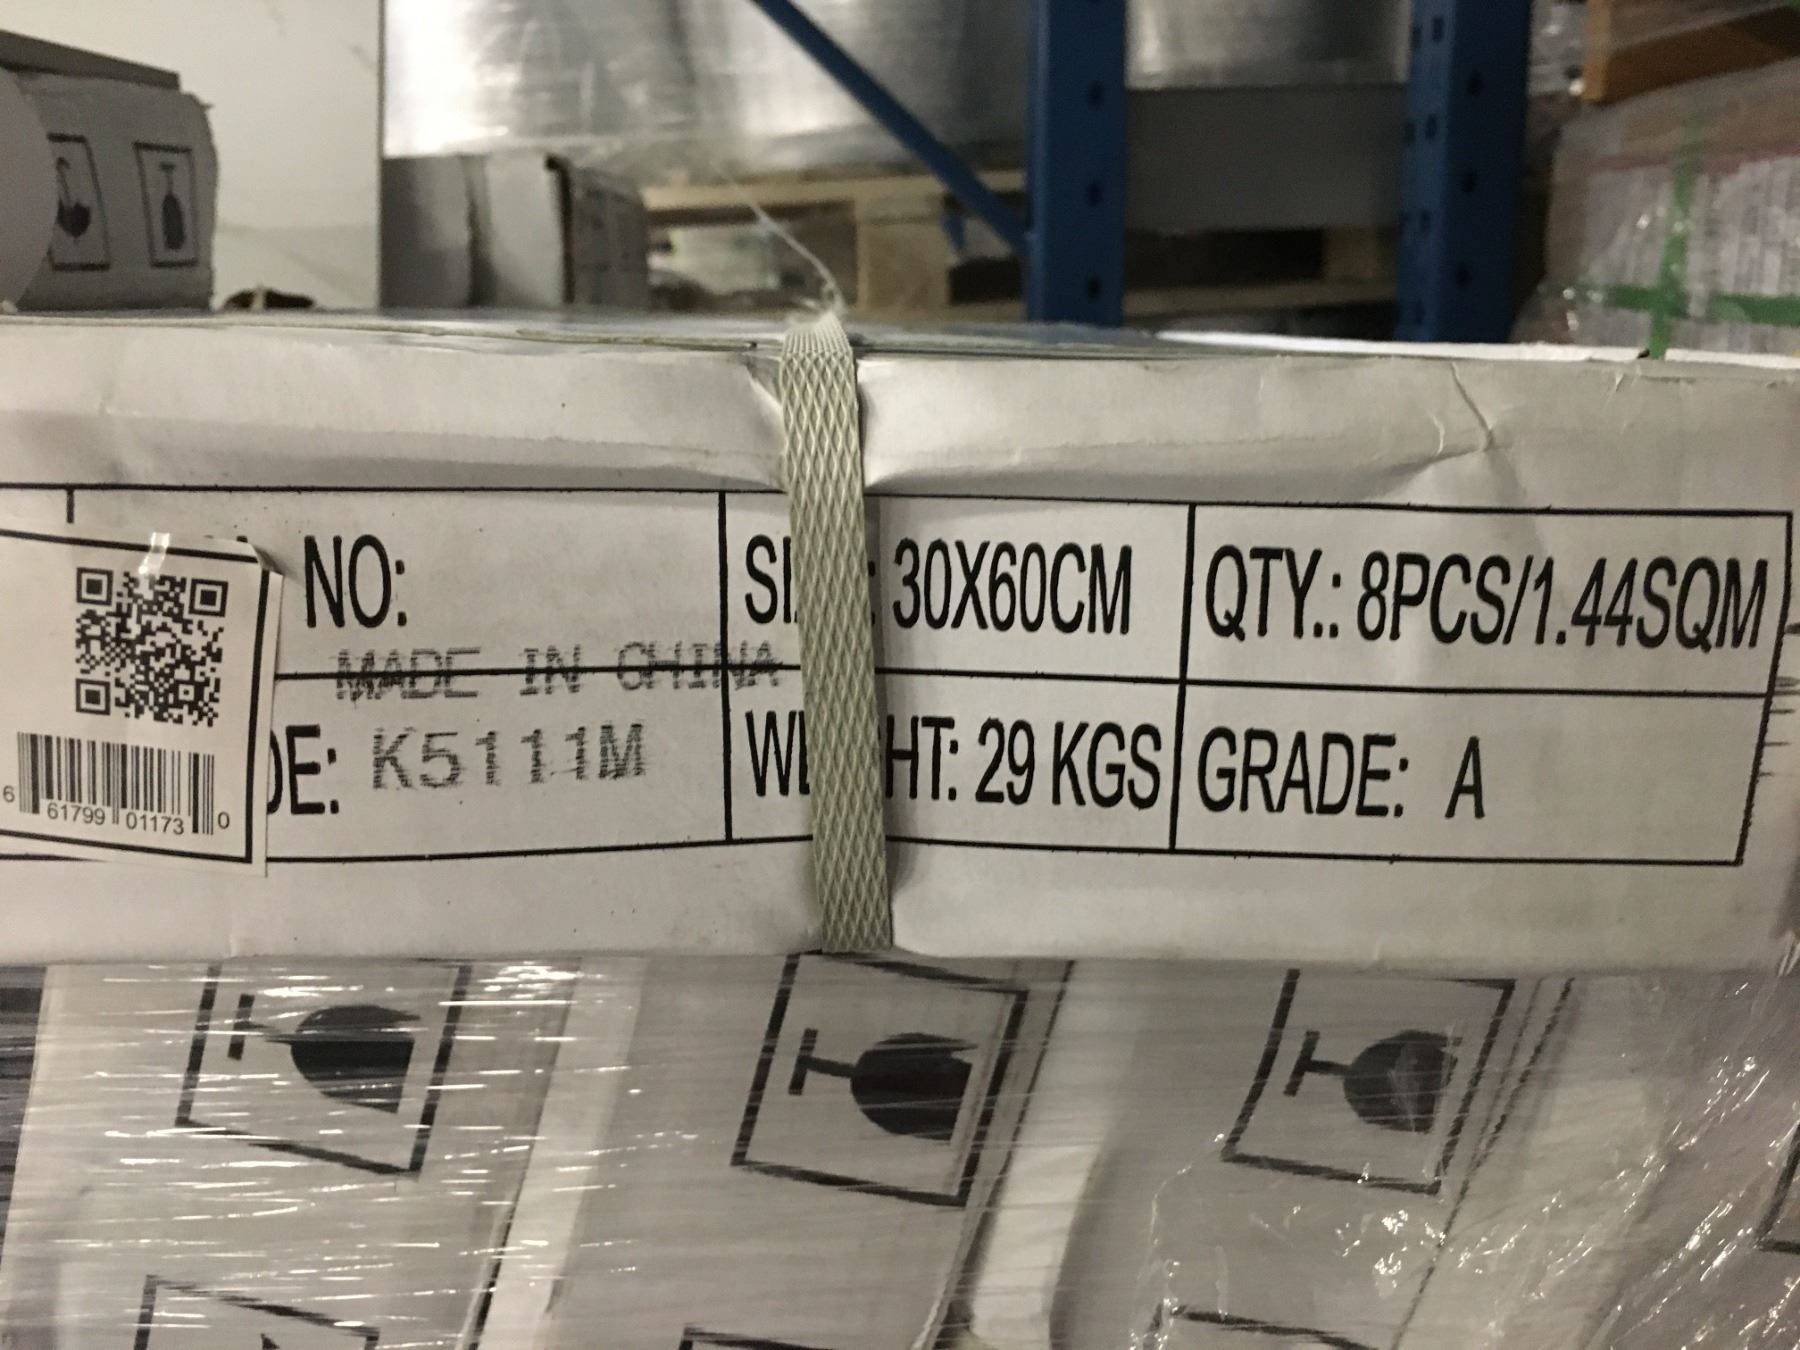 NO: SI : 30X60CM QTY.: 8PCS/1.44SQM
MADE IN CHINA
DE: K5111M WE HT: 29 KGS GRADE: A
6 61799 01173 0